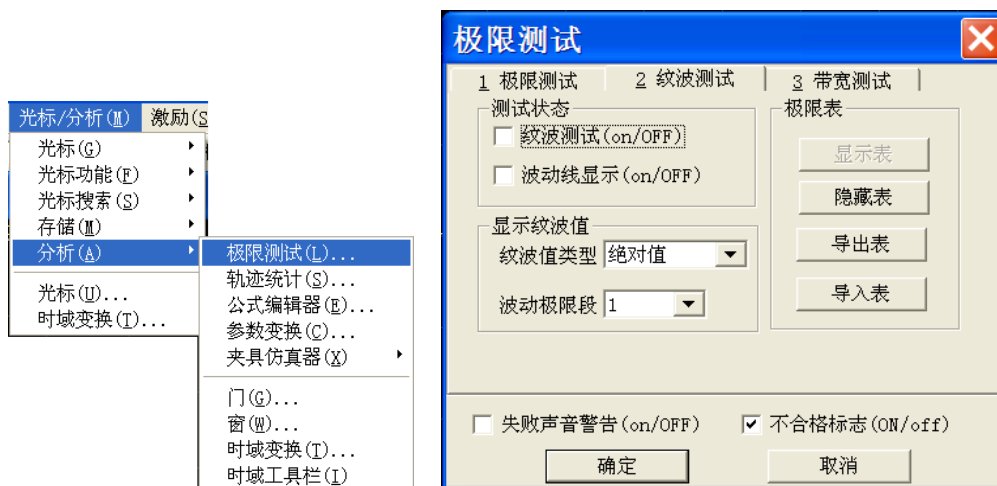 光标/分析(M) 激励(S
光标(G)
光标功能(F)
光标搜索(S)
存储(M)
分析(A)
光标(U)...
时域变换(T)...
极限测试(L)...
轨迹统计(S)...
公式编辑器(E)...
参数变换(C)...
夹具仿真器(X)
门(G)...
窗(W)...
时域变换(T)...
时域工具栏(I)
极限测试
1 极限测试 2 纹波测试 3 带宽测试
测试状态
纹波测试(on/OFF)
波动线显示(on/OFF)
显示纹波值
纹波值类型 绝对值
波动极限段 1
极限表
显示表
隐藏表
导出表
导入表
失败声音警告(on/OFF) 不合格标志(ON/off)
确定 取消